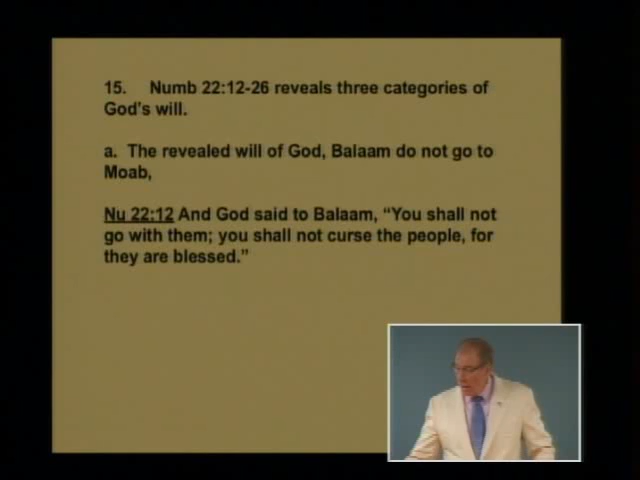 15. Numb 22:12-26 reveals three categories of
God's will.
a. The revealed will of God, Balaam do not go to
Moab,
Nu 22:12 And God said to Balaam, “You shall not
go with them; you shall not curse the people, for
they are blessed.”